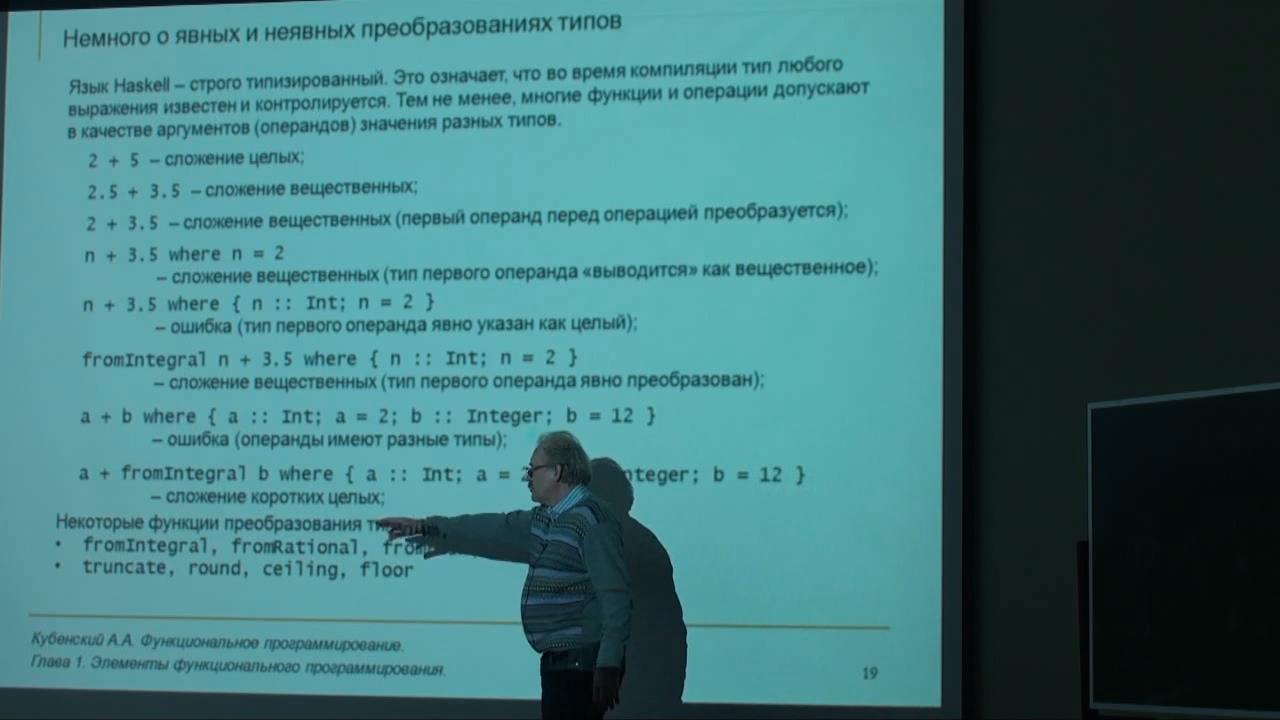 Немного о явных и неявных преобразованиях типов
Язык Haskell – строго типизированный. Это означает, что во время компиляции тип любого
выражения известен и контролируется. Тем не менее, многие функции и операции допускают
в качестве аргументов (операндов) значения разных типов.
2 + 5 – сложение целых;
2.5 + 3.5 – сложение вещественных;
2 + 3.5 – сложение вещественных (первый операнд перед операцией преобразуется);
n + 3.5 where n = 2
– сложение вещественных (тип первого операнда «выводится» как вещественное);
n + 3.5 where { n :: Int; n = 2 }
– ошибка (тип первого операнда явно указан как целый);
fromIntegral n + 3.5 where { n :: Int; n = 2 }
– сложение вещественных (тип первого операнда явно преобразован);
a + b where { a :: Int; a = 2; b :: Integer; b = 12 }
– ошибка (операнды имеют разные типы);
a + fromIntegral b where { a :: Int; a = nteger; b = 12 }
– сложение коротких целых;
Некоторые функции преобразования
• fromIntegral, fromRational,
• truncate, round, ceiling, floor
Кубенский А.А. Функциональное программирование.
Глава 1. Элементы функционального программирования.
19